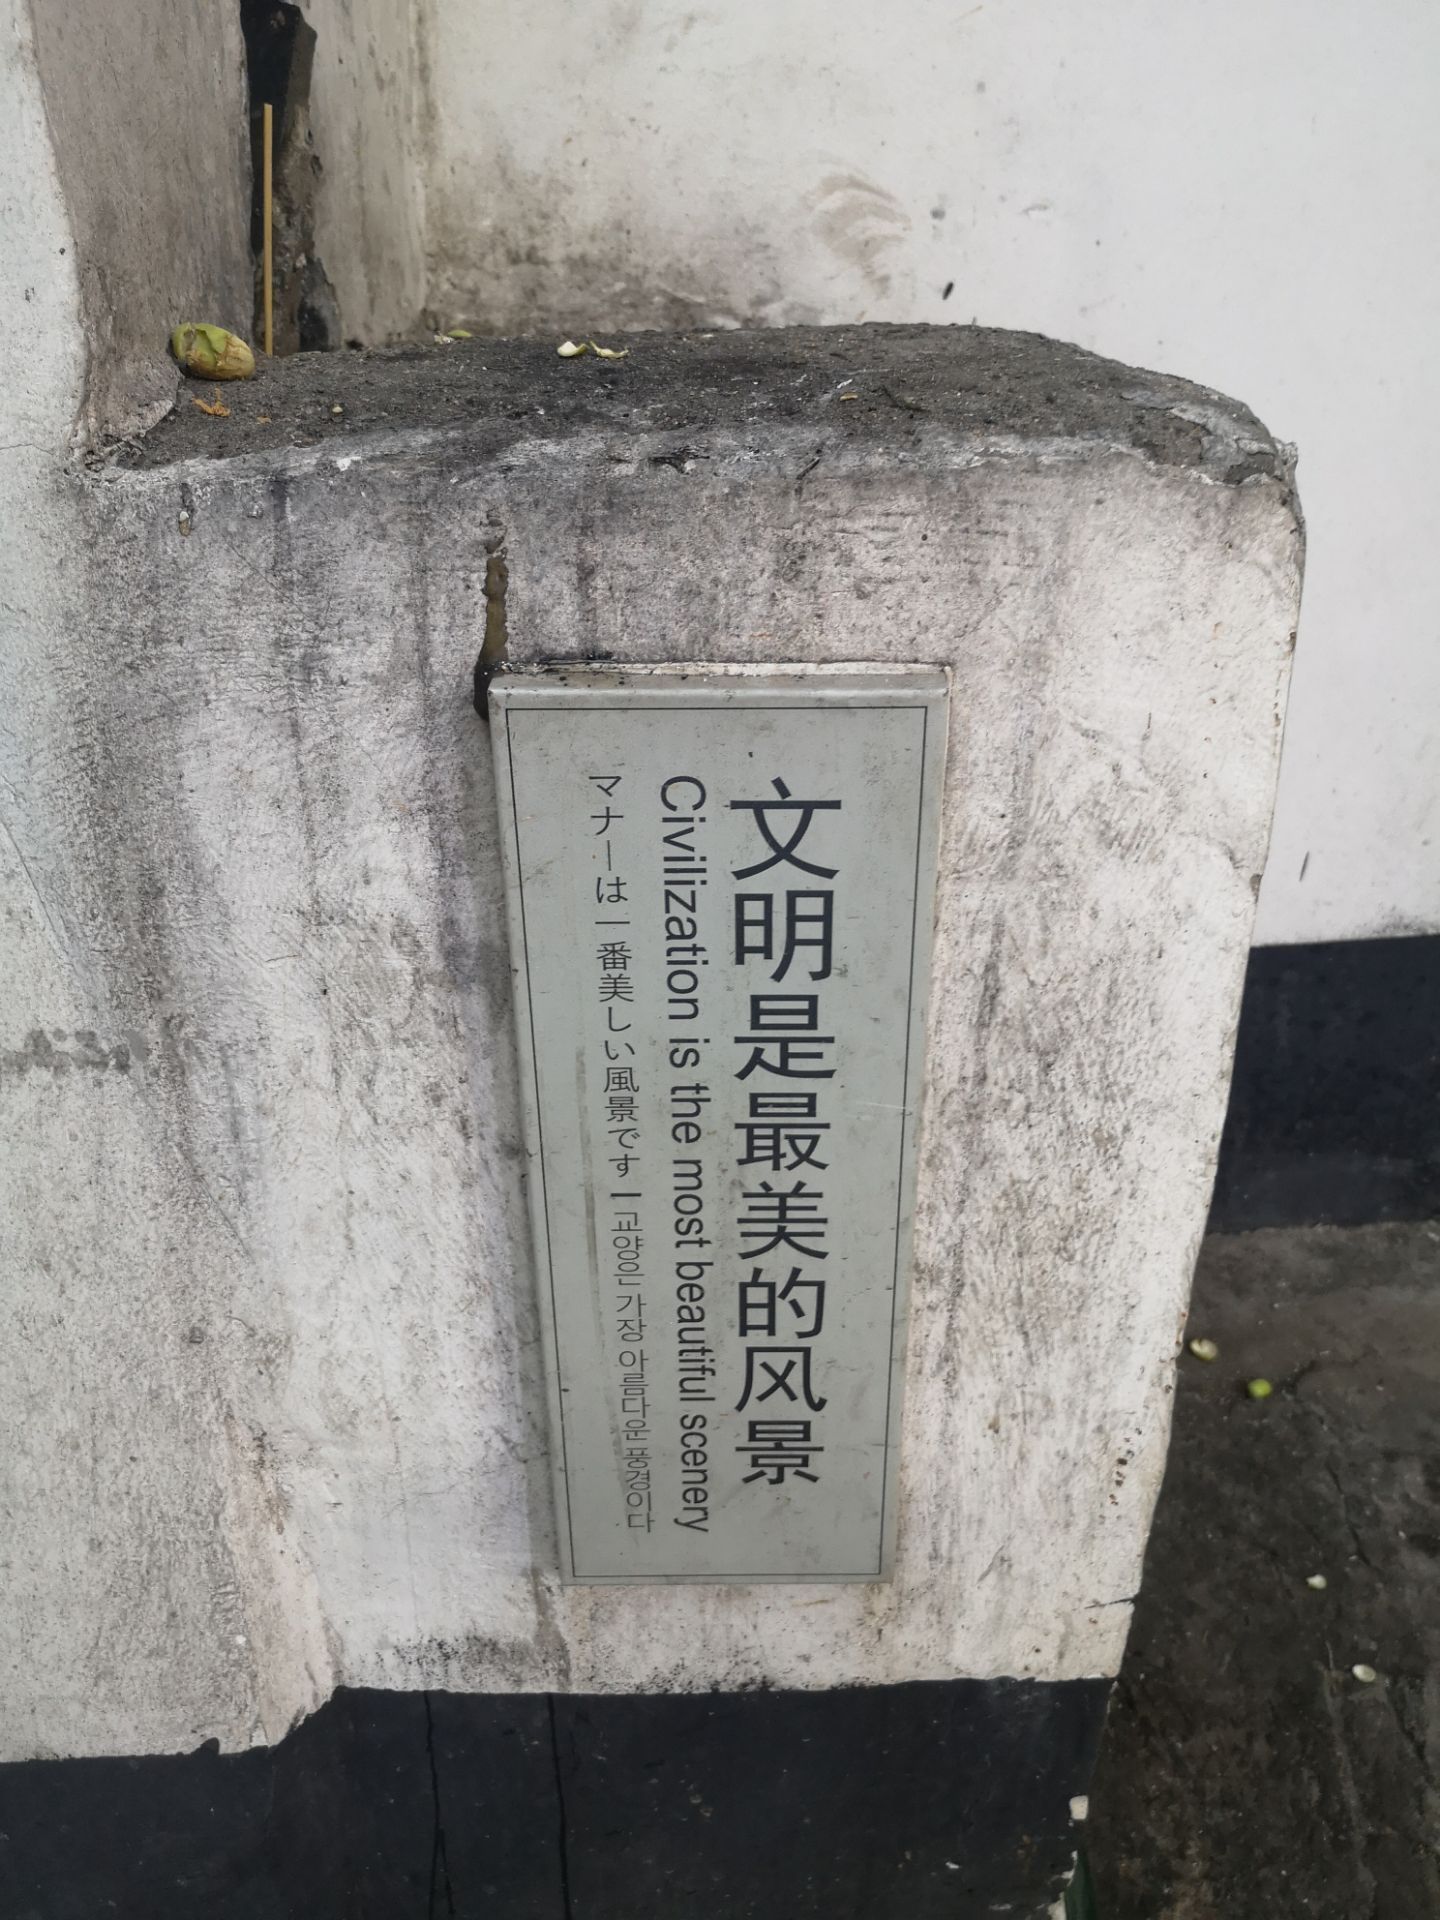 文明是最美的风景
Civilization is the most beautiful scenery
マナーは一番美しい風景です | 교양은 가장 아름다운 풍경이다